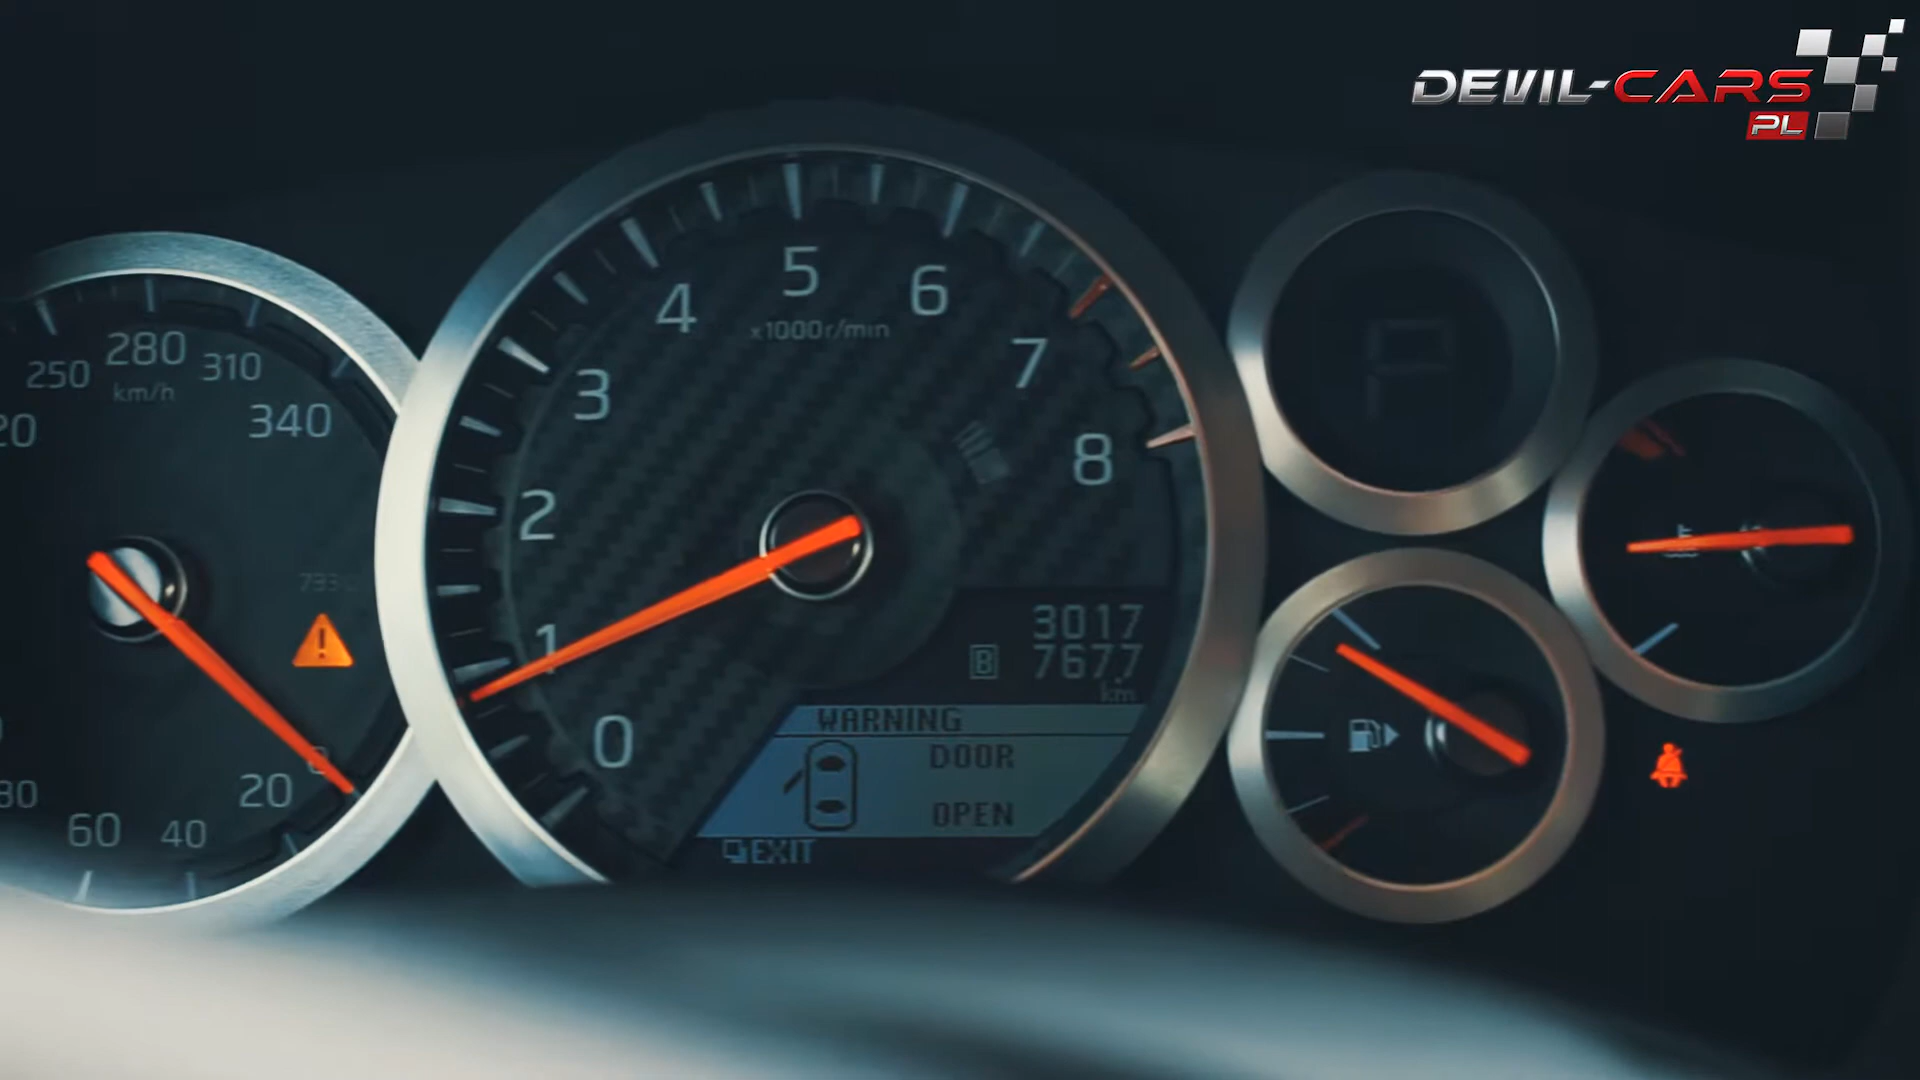 DEVIL-CARS
PL
250 280 310
km/h
340
20
60 40
0
1
2
3
4
5
6
7
8
x1000r/min
3017
B 7677
km
WARNING
DOOR
OPEN
EXIT